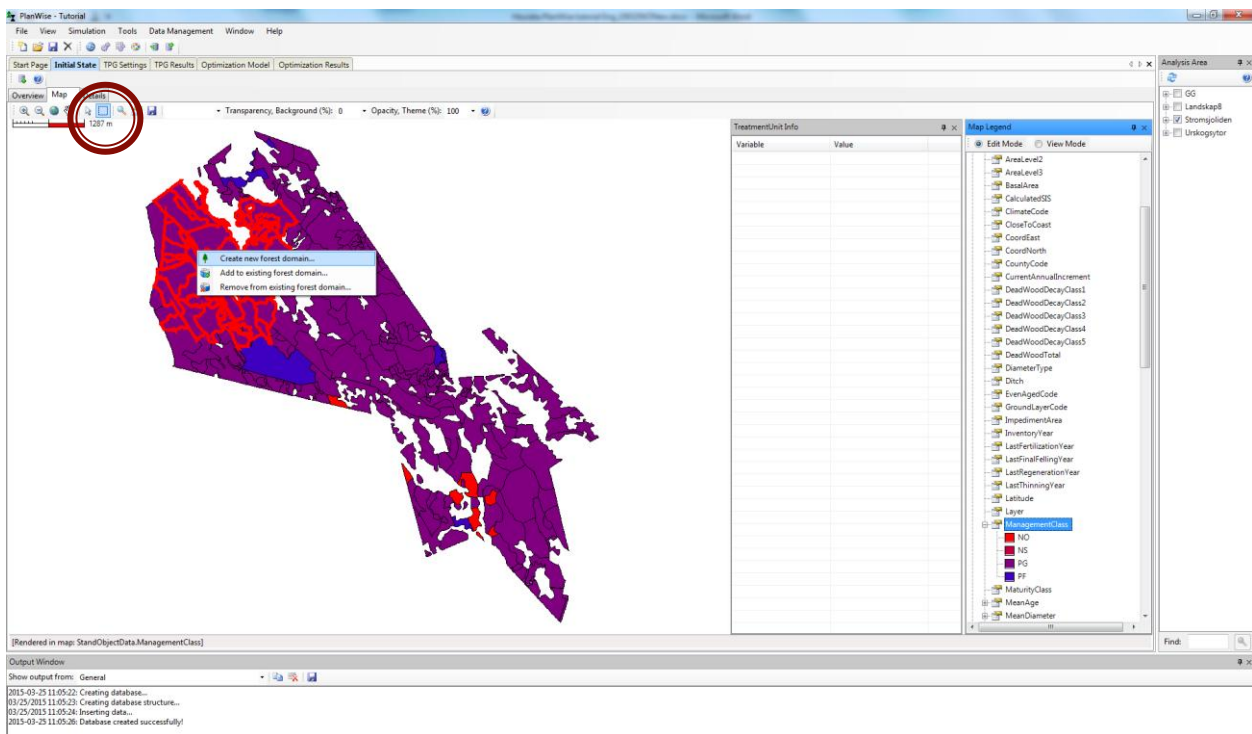 PlanWise - Tutorial
File View Simulation Tools Data Management Window Help
Start Page Initial State TPG Settings TPG Results Optimization Model Optimization Results
Analysis Area
Overview Map Details
Transparency, Background (%): 0 Opacity, Theme (%): 100
1287 m
GG
Landskap8
Stromsjoliden
Urskogsytor
TreatmentUnit Info
Variable Value
Map Legend
Edit Mode View Mode
AreaLevel2
AreaLevel3
BasalArea
CalculatedSIS
ClimateCode
CloseToCoast
CoordEast
CoordNorth
CountyCode
CurrentAnnualIncrement
DeadWoodDecayClass1
DeadWoodDecayClass2
DeadWoodDecayClass3
DeadWoodDecayClass4
DeadWoodDecayClass5
DeadWoodTotal
DiameterType
Ditch
EvenAgedCode
GroundLayerCode
ImpedimentArea
InventoryYear
LastFertilizationYear
LastFinalFellingYear
LastRegenerationYear
LastThinningYear
Latitude
Layer
ManagementClass
NO
NS
PG
PF
MaturityClass
MeanAge
MeanDiameter
Create new forest domain...
Add to existing forest domain...
Remove from existing forest domain...
[Rendered in map: StandObjectData.ManagementClass]
Find:
Output Window
Show output from: General
2015-03-25 11:05:22: Creating database...
03/25/2015 11:05:23: Creating database structure...
03/25/2015 11:05:24: Inserting data...
2015-03-25 11:05:26: Database created successfully!